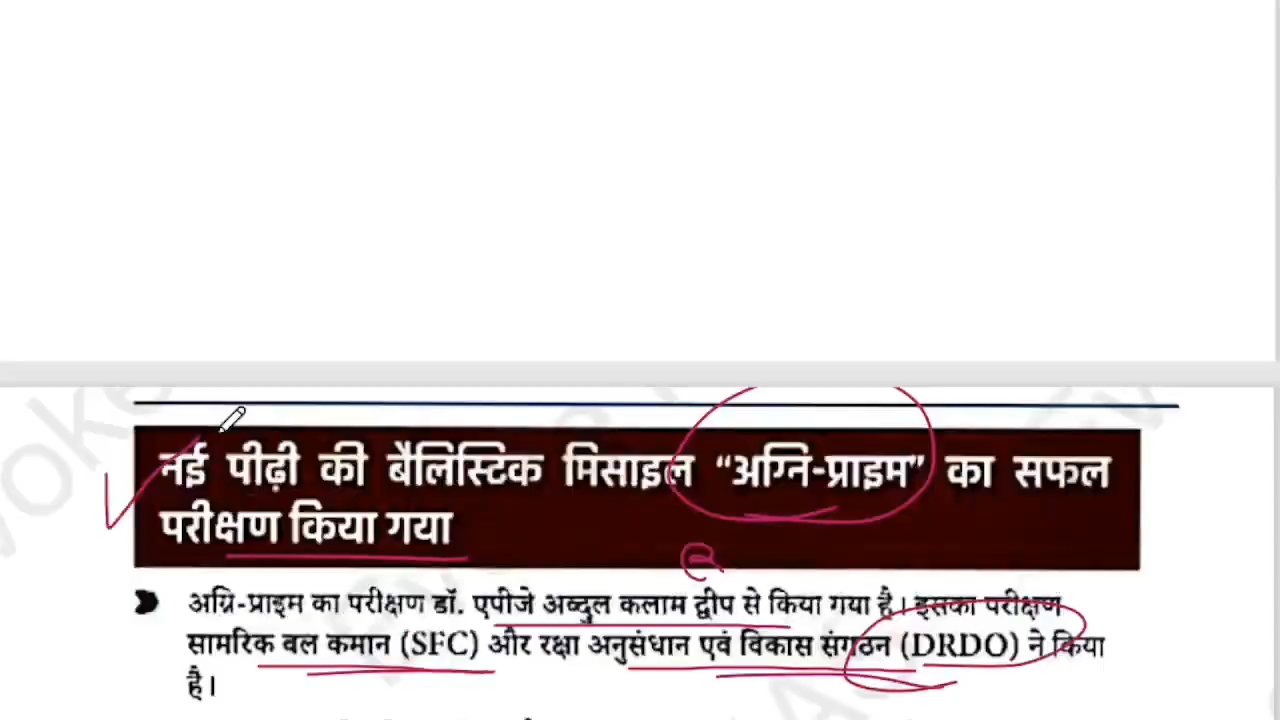 नई पीढ़ी की बैलिस्टिक मिसाइल “अग्नि-प्राइम” का सफल
परीक्षण किया गया
अग्नि-प्राइम का परीक्षण डॉ. एपीजे अब्दुल कलाम द्वीप से किया गया है। इसका परीक्षण
सामरिक बल कमान (SFC) और रक्षा अनुसंधान एवं विकास संगठन (DRDO) ने किया
है।